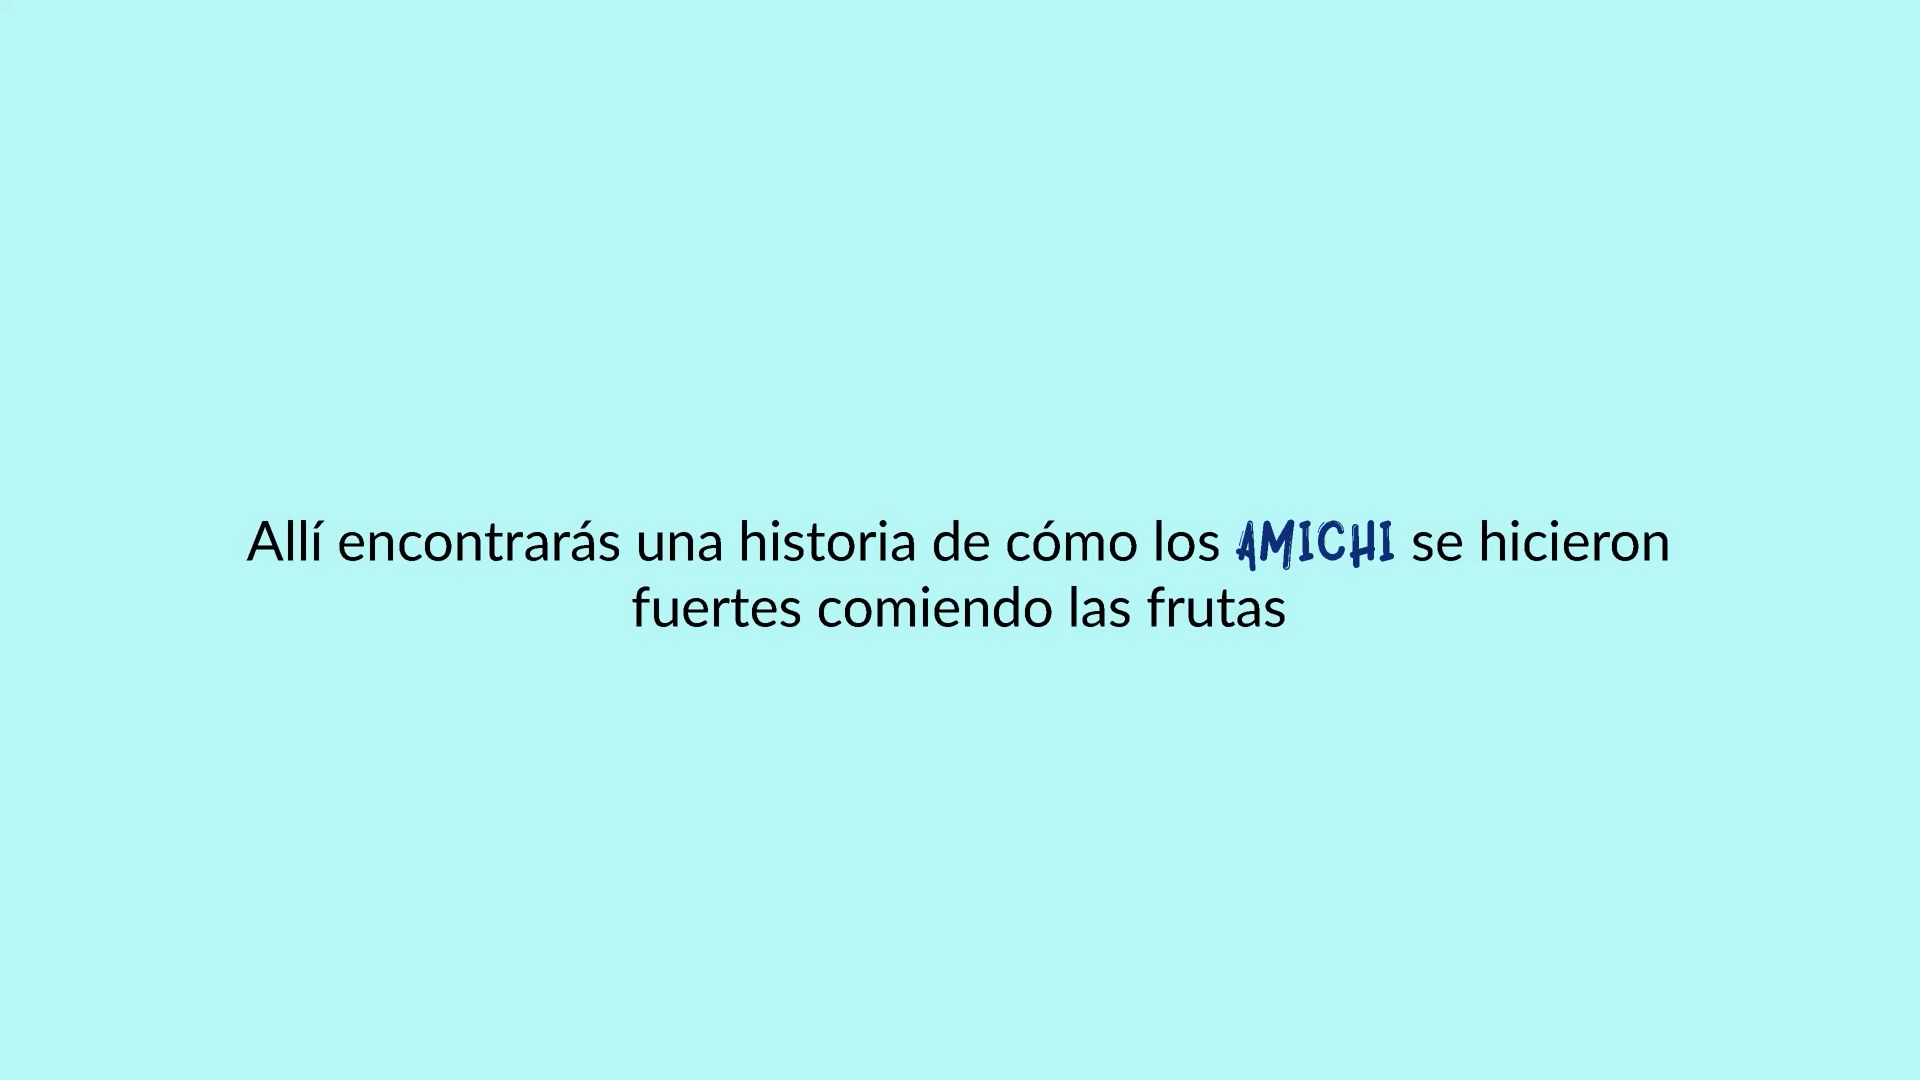 Allí encontrarás una historia de cómo los AMICHI se hicieron
fuertes comiendo las frutas